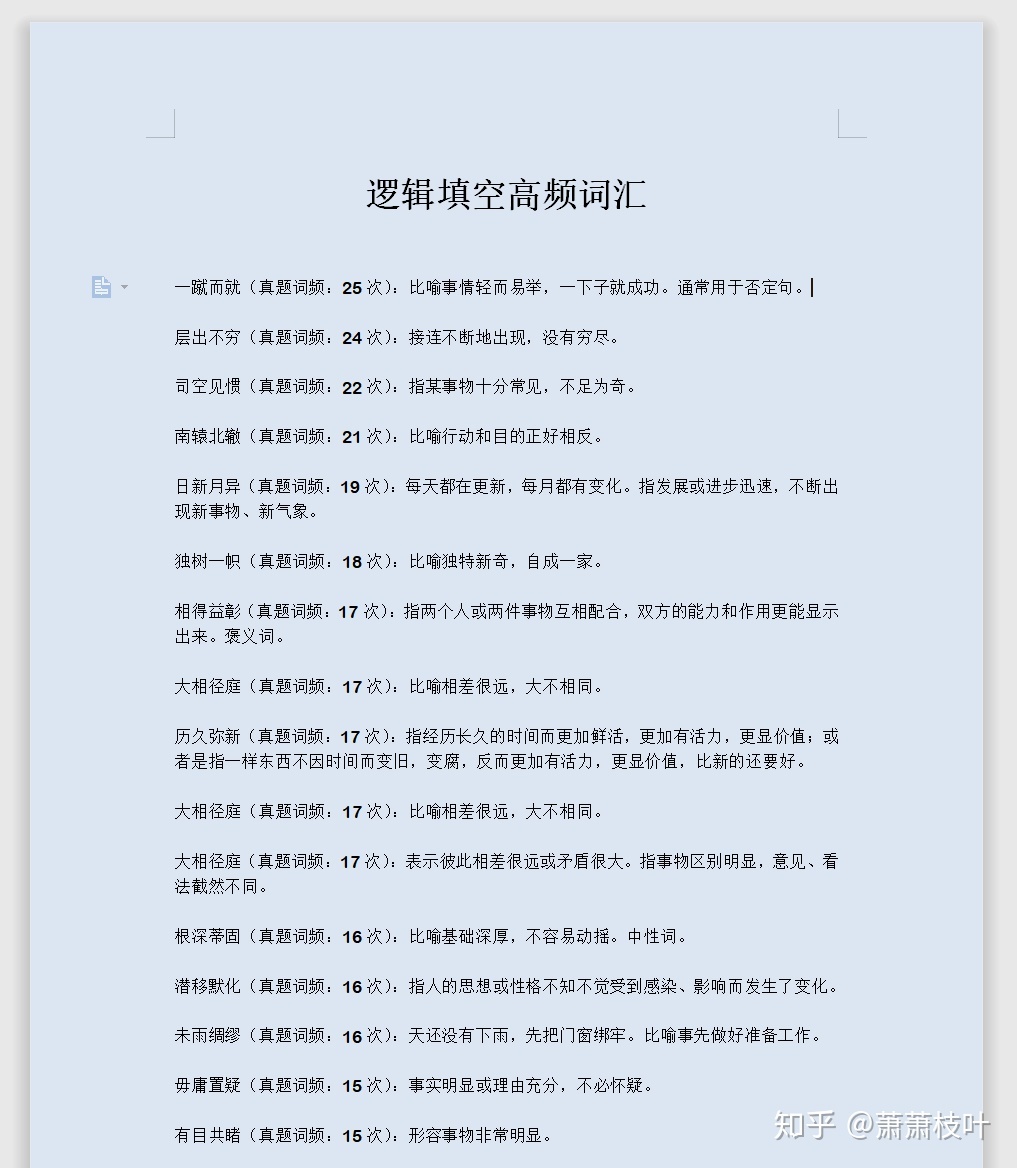 逻辑填空高频词汇
一蹴而就（真题词频：25 次）：比喻事情轻而易举，一下子就成功。通常用于否定句。
层出不穷（真题词频：24 次）：接连不断地出现，没有穷尽。
司空见惯（真题词频：22 次）：指某事物十分常见，不足为奇。
南辕北辙（真题词频：21 次）：比喻行动和目的正好相反。
日新月异（真题词频：19 次）：每天都在更新，每月都有变化。指发展或进步迅速，不断出
现新事物、新气象。
独树一帜（真题词频：18 次）：比喻独特新奇，自成一家。
相得益彰（真题词频：17 次）：指两个人或两件事物互相配合，双方的能力和作用更能显示
出来。褒义词。
大相径庭（真题词频：17 次）：比喻相差很远，大不相同。
历久弥新（真题词频：17 次）：指经历长久的时间而更加鲜活，更加有活力，更显价值；或
者是指一样东西不因时间而变旧，变腐，反而更加有活力，更显价值，比新的还要好。
大相径庭（真题词频：17 次）：比喻相差很远，大不相同。
大相径庭（真题词频：17 次）：表示彼此相差很远或矛盾很大。指事物区别明显，意见、看
法截然不同。
根深蒂固（真题词频：16 次）：比喻基础深厚，不容易动摇。中性词。
潜移默化（真题词频：16 次）：指人的思想或性格不知不觉受到感染、影响而发生了变化。
未雨绸缪（真题词频：16 次）：天还没有下雨，先把门窗绑牢。比喻事先做好准备工作。
毋庸置疑（真题词频：15 次）：事实明显或理由充分，不必怀疑。
有目共睹（真题词频：15 次）：形容事物非常明显。
知乎 @萧萧枝叶